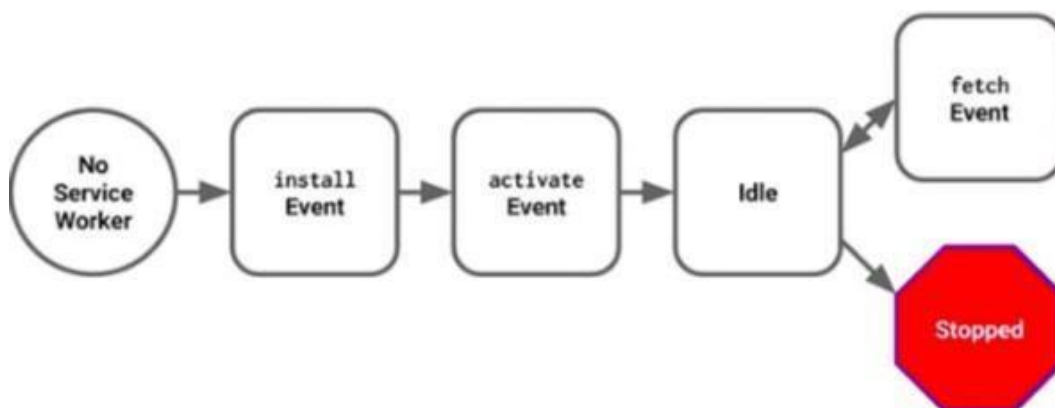 No
Service
Worker
install
Event
activate
Event
Idle
fetch
Event
Stopped